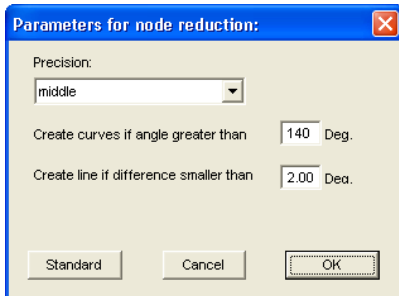 Parameters for node reduction:
Precision:
middle
Create curves if angle greater than 140 Deg.
Create line if difference smaller than 2.00 Deg.
Standard Cancel OK